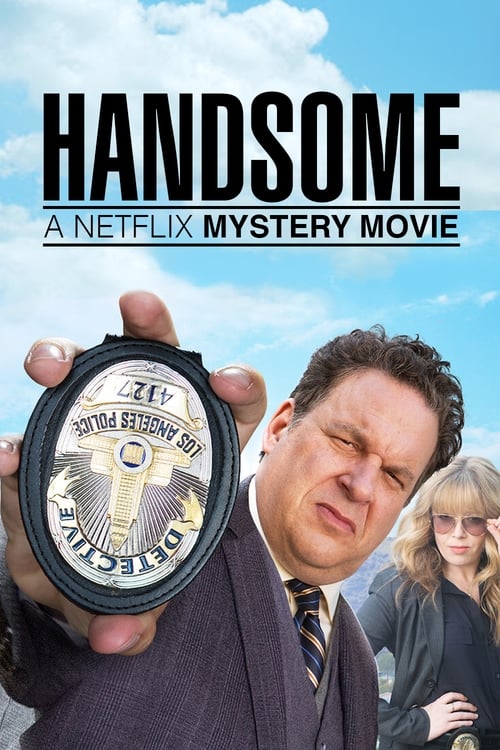 HANDSOME
A NETFLIX MYSTERY MOVIE
4127
LOS ANGELES POLICE
DETECTIVE